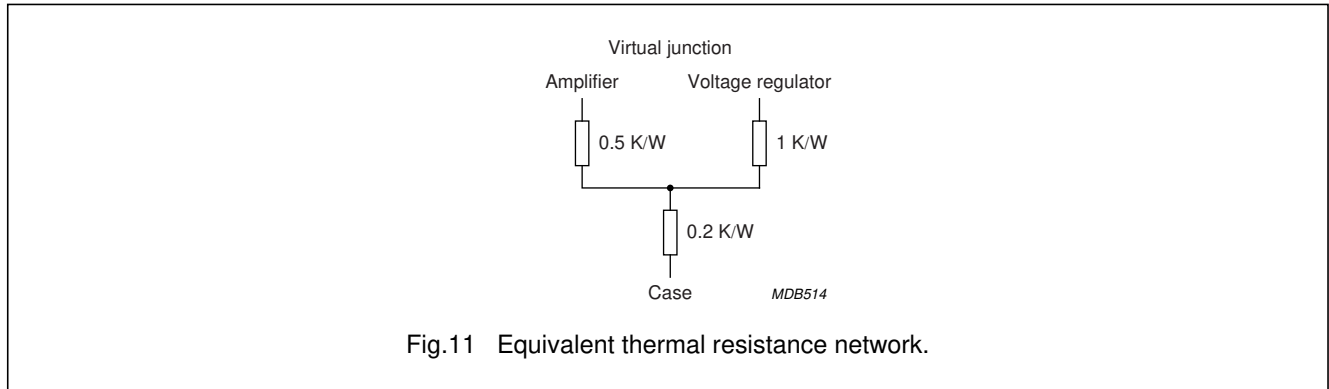 Virtual junction
Amplifier Voltage regulator
0.5 K/W 1 K/W
0.2 K/W
Case MDB514
Fig.11 Equivalent thermal resistance network.